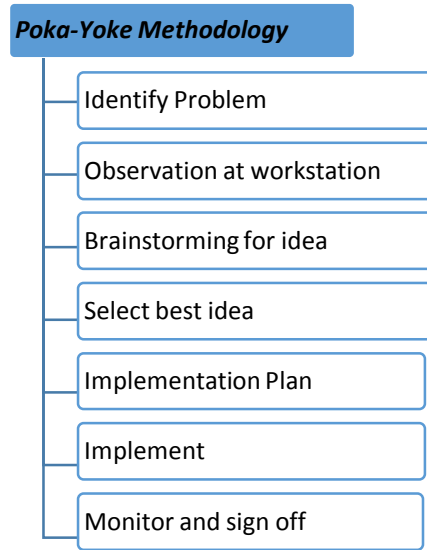 Poka-Yoke Methodology
Identify Problem
Observation at workstation
Brainstorming for idea
Select best idea
Implementation Plan
Implement
Monitor and sign off